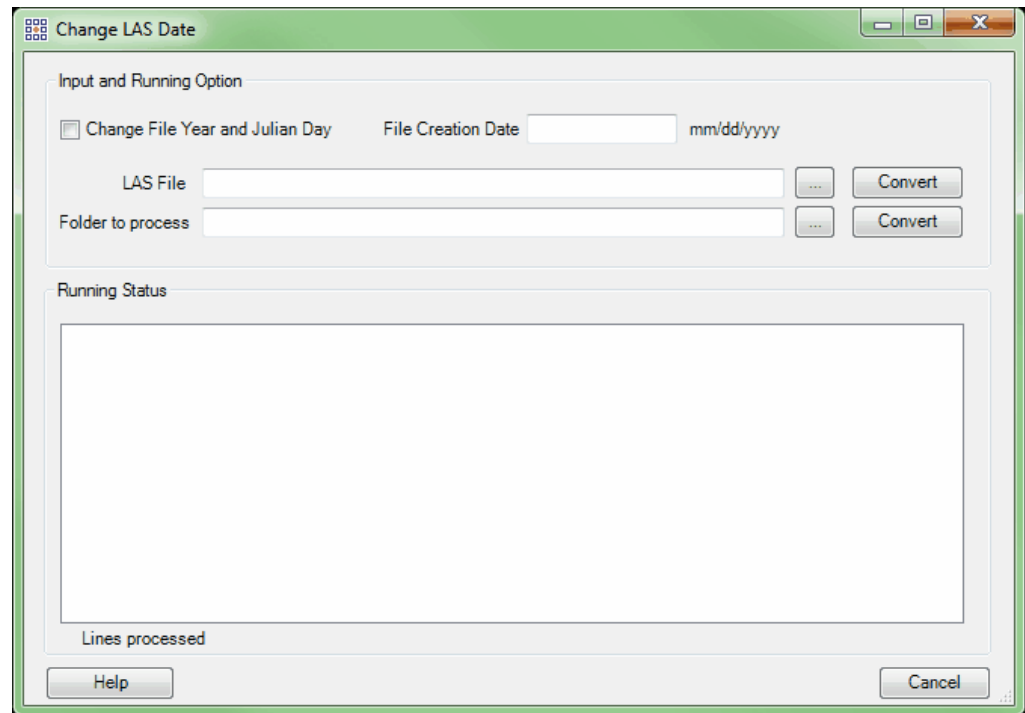 Change LAS Date
Input and Running Option
Change File Year and Julian Day File Creation Date mm/dd/yyyy
LAS File ... Convert
Folder to process ... Convert
Running Status
Lines processed
Help Cancel